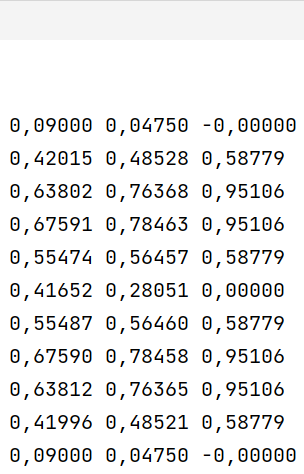 0,09000 0,04750 -0,00000
0,42015 0,48528 0,58779
0,63802 0,76368 0,95106
0,67591 0,78463 0,95106
0,55474 0,56457 0,58779
0,41652 0,28051 0,00000
0,55487 0,56460 0,58779
0,67590 0,78458 0,95106
0,63812 0,76365 0,95106
0,41996 0,48521 0,58779
0,09000 0,04750 -0,00000